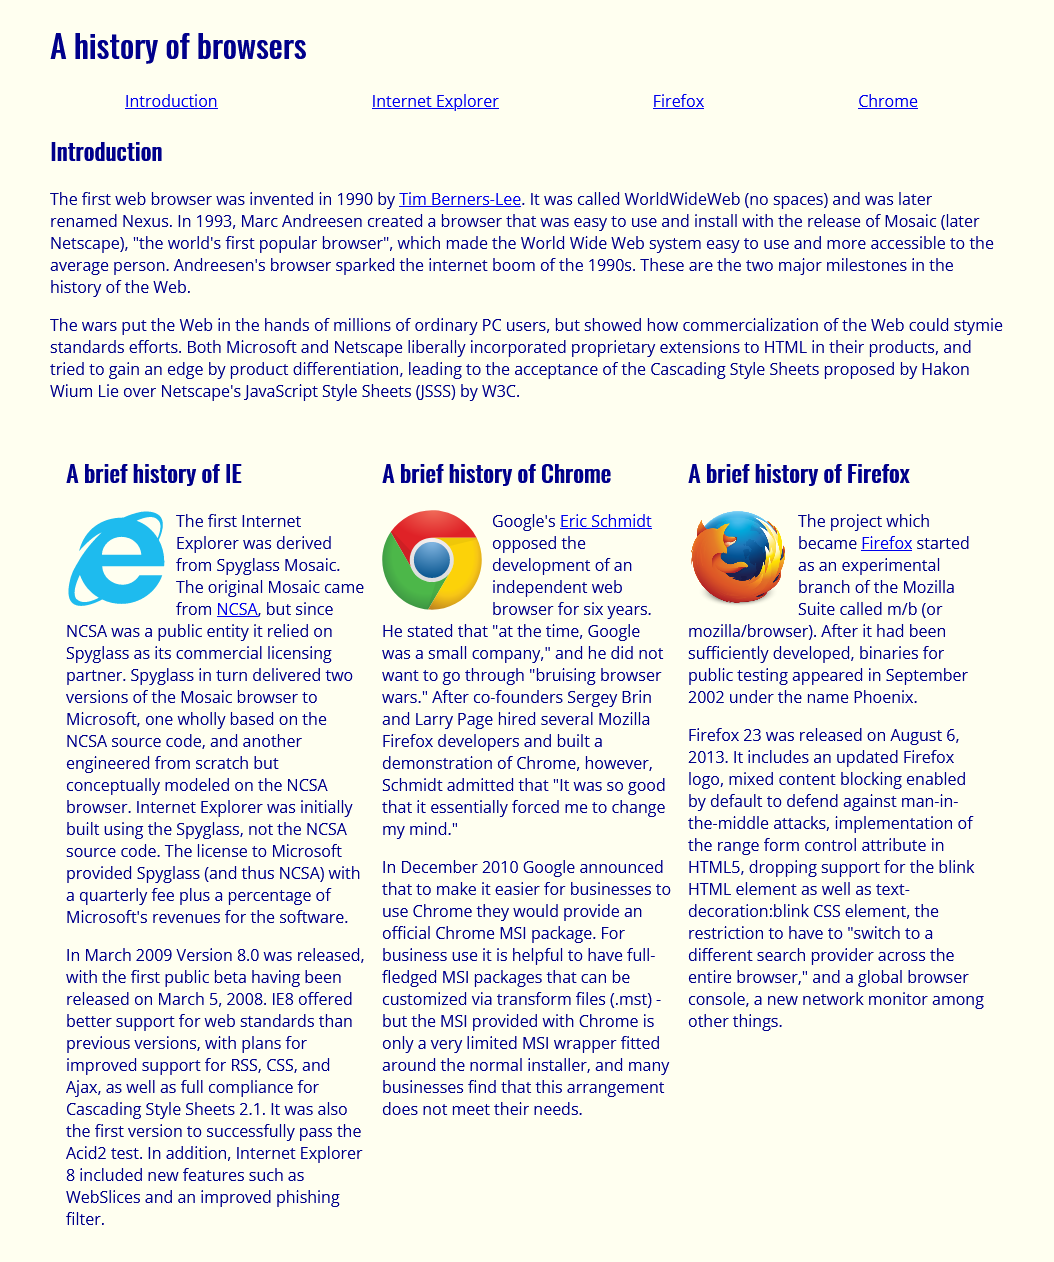 A history of browsers
Introduction Internet Explorer Firefox Chrome
Introduction
The first web browser was invented in 1990 by Tim Berners-Lee. It was called WorldWideWeb (no spaces) and was later
renamed Nexus. In 1993, Marc Andreesen created a browser that was easy to use and install with the release of Mosaic (later
Netscape), "the world's first popular browser", which made the World Wide Web system easy to use and more accessible to the
average person. Andreesen's browser sparked the internet boom of the 1990s. These are the two major milestones in the
history of the Web.
The wars put the Web in the hands of millions of ordinary PC users, but showed how commercialization of the Web could stymie
standards efforts. Both Microsoft and Netscape liberally incorporated proprietary extensions to HTML in their products, and
tried to gain an edge by product differentiation, leading to the acceptance of the Cascading Style Sheets proposed by Hakon
Wium Lie over Netscape's JavaScript Style Sheets (JSSS) by W3C.
A brief history of IE
The first Internet
Explorer was derived
from Spyglass Mosaic.
The original Mosaic came
from NCSA, but since
NCSA was a public entity it relied on
Spyglass as its commercial licensing
partner. Spyglass in turn delivered two
versions of the Mosaic browser to
Microsoft, one wholly based on the
NCSA source code, and another
engineered from scratch but
conceptually modeled on the NCSA
browser. Internet Explorer was initially
built using the Spyglass, not the NCSA
source code. The license to Microsoft
provided Spyglass (and thus NCSA) with
a quarterly fee plus a percentage of
Microsoft's revenues for the software.
In March 2009 Version 8.0 was released,
with the first public beta having been
released on March 5, 2008. IE8 offered
better support for web standards than
previous versions, with plans for
improved support for RSS, CSS, and
Ajax, as well as full compliance for
Cascading Style Sheets 2.1. It was also
the first version to successfully pass the
Acid2 test. In addition, Internet Explorer
8 included new features such as
WebSlices and an improved phishing
filter.
A brief history of Chrome
Google's Eric Schmidt
opposed the
development of an
independent web
browser for six years.
He stated that "at the time, Google
was a small company," and he did not
want to go through "bruising browser
wars." After co-founders Sergey Brin
and Larry Page hired several Mozilla
Firefox developers and built a
demonstration of Chrome, however,
Schmidt admitted that "It was so good
that it essentially forced me to change
my mind."
In December 2010 Google announced
that to make it easier for businesses to
use Chrome they would provide an
official Chrome MSI package. For
business use it is helpful to have full-
fledged MSI packages that can be
customized via transform files (.mst) -
but the MSI provided with Chrome is
only a very limited MSI wrapper fitted
around the normal installer, and many
businesses find that this arrangement
does not meet their needs.
A brief history of Firefox
The project which
became Firefox started
as an experimental
branch of the Mozilla
Suite called m/b (or
mozilla/browser). After it had been
sufficiently developed, binaries for
public testing appeared in September
2002 under the name Phoenix.
Firefox 23 was released on August 6,
2013. It includes an updated Firefox
logo, mixed content blocking enabled
by default to defend against man-in-
the-middle attacks, implementation of
the range form control attribute in
HTML5, dropping support for the blink
HTML element as well as text-
decoration:blink CSS element, the
restriction to have to "switch to a
different search provider across the
entire browser," and a global browser
console, a new network monitor among
other things.